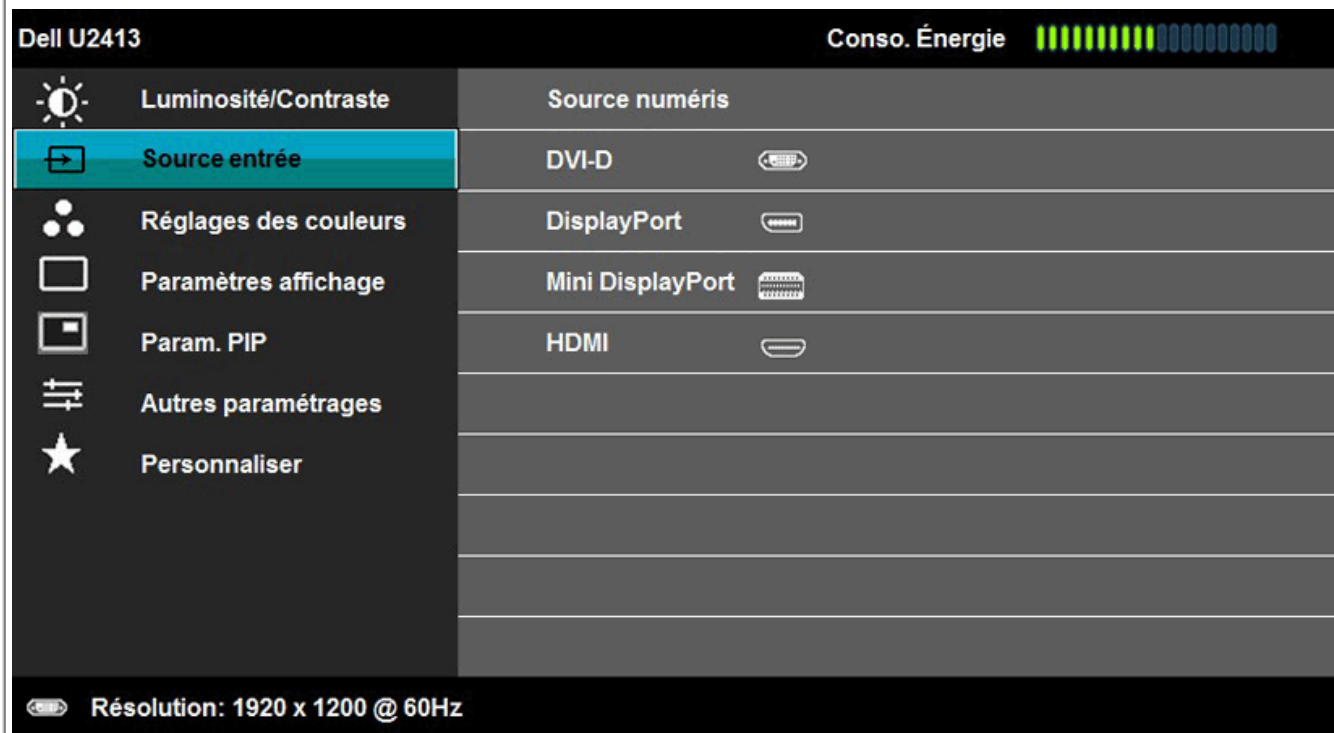 Dell U2413 Conso. Énergie
Luminosité/Contraste Source numéris
Source entrée DVI-D
Réglages des couleurs DisplayPort
Paramètres affichage Mini DisplayPort
Param. PIP HDMI
Autres paramétrages
Personnaliser
Résolution: 1920 x 1200 @ 60Hz